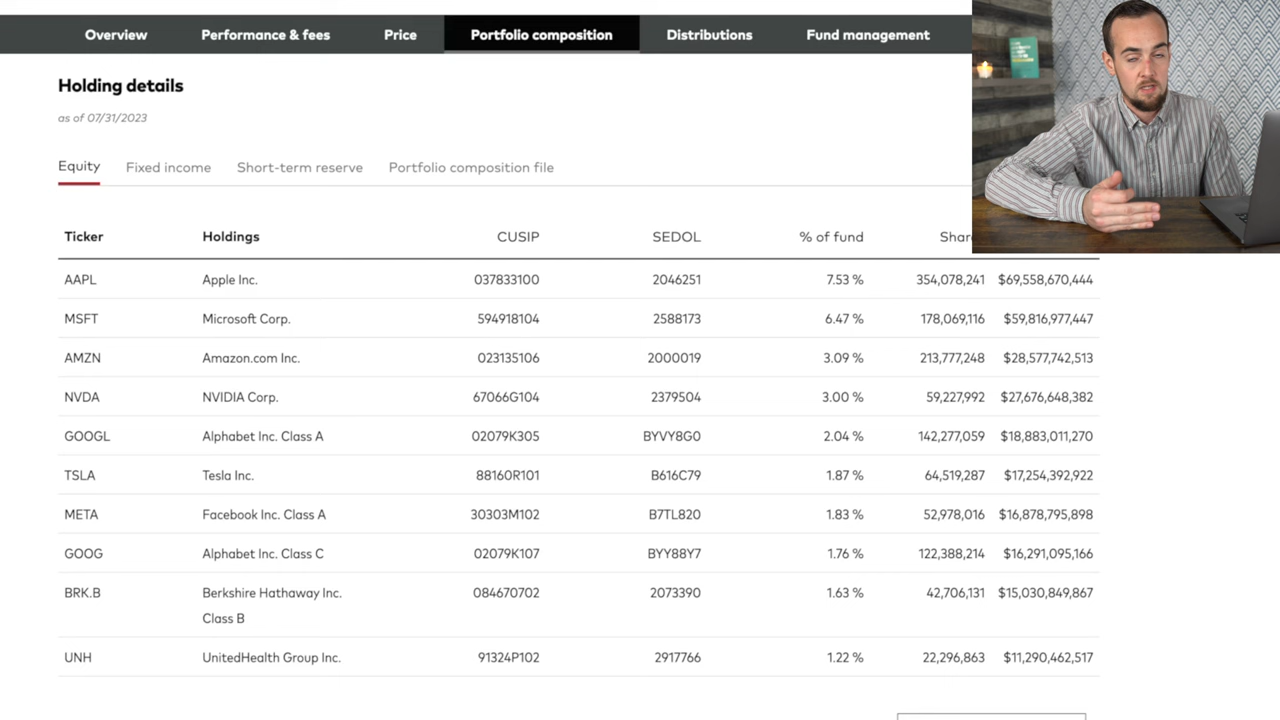 Overview Performance & fees Price Portfolio composition Distributions Fund management
Holding details
as of 07/31/2023
Equity Fixed income Short-term reserve Portfolio composition file
Ticker Holdings CUSIP SEDOL % of fund
AAPL Apple Inc. 037833100 2046251 7.53 % 354,078,241 $69,558,670,444
MSFT Microsoft Corp. 594918104 2588173 6.47 % 178,069,116 $59,816,977,447
AMZN Amazon.com Inc. 023135106 2000019 3.09 % 213,777,248 $28,577,742,513
NVDA NVIDIA Corp. 67066G104 2379504 3.00 % 59,227,992 $27,676,648,382
GOOGL Alphabet Inc. Class A 02079K305 BYVY8G0 2.04 % 142,277,059 $18,883,011,270
TSLA Tesla Inc. 88160R101 B616C79 1.87 % 64,519,287 $17,254,392,922
META Facebook Inc. Class A 30303M102 B7TL820 1.83 % 52,978,016 $16,878,795,898
GOOG Alphabet Inc. Class C 02079K107 BYY88Y7 1.76 % 122,388,214 $16,291,095,166
BRK.B Berkshire Hathaway Inc. 084670702 2073390 1.63 % 42,706,131 $15,030,849,867
Class B
UNH UnitedHealth Group Inc. 91324P102 2917766 1.22 % 22,296,863 $11,290,462,517